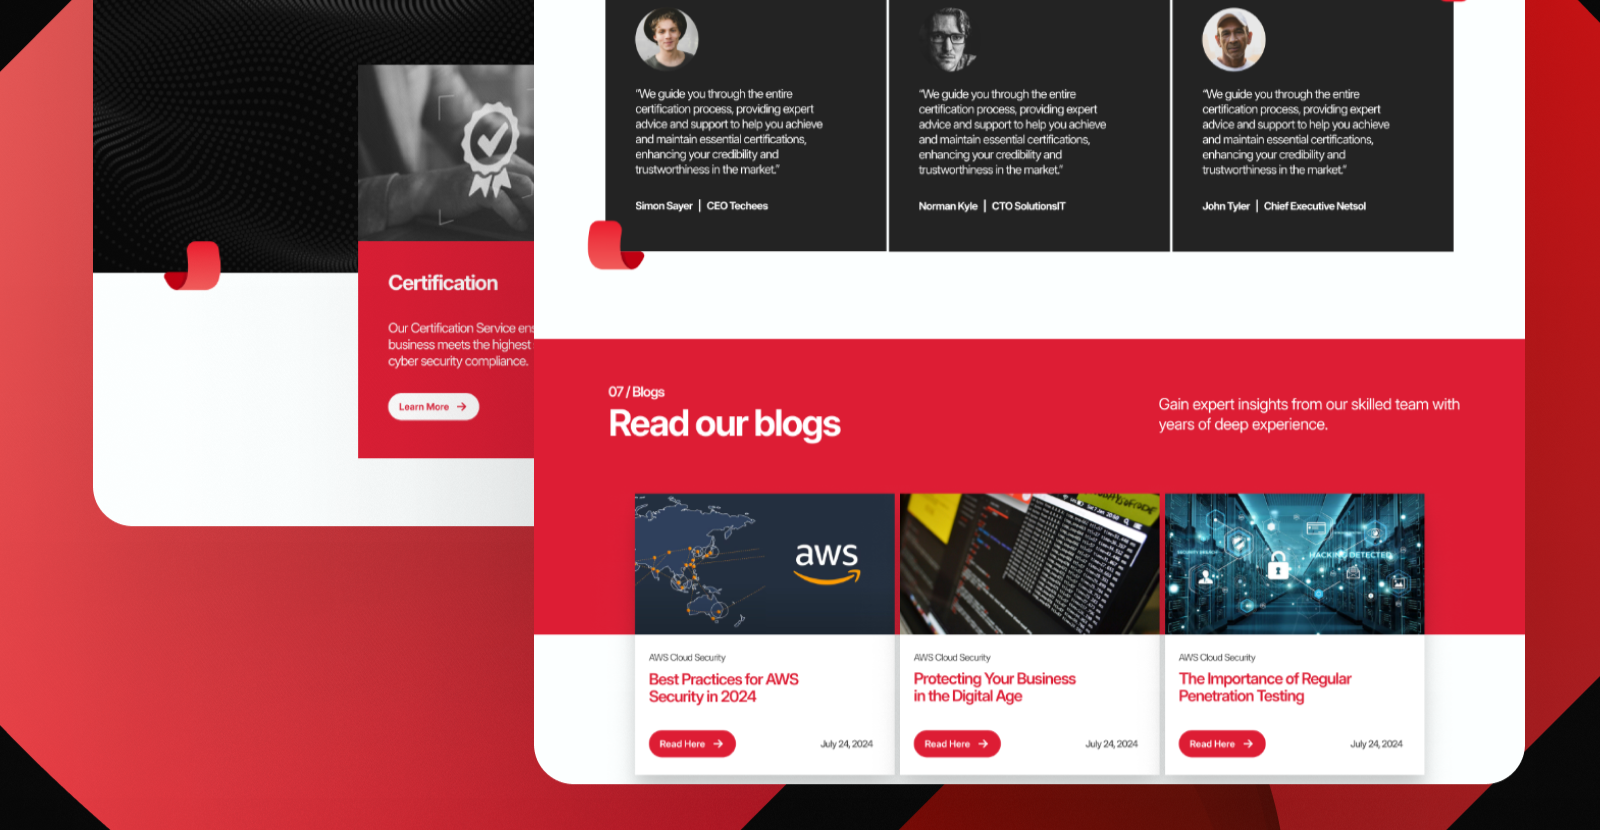 Certification
Our Certification Service ens
business meets the highest
cyber security compliance.
Learn More
"We guide you through the entire
certification process, providing expert
advice and support to help you achieve
and maintain essential certifications,
enhancing your credibility and
trustworthiness in the market."
Simon Sayer | CEO Techees
"We guide you through the entire
certification process, providing expert
advice and support to help you achieve
and maintain essential certifications,
enhancing your credibility and
trustworthiness in the market."
Norman Kyle | CTO SolutionsIT
"We guide you through the entire
certification process, providing expert
advice and support to help you achieve
and maintain essential certifications,
enhancing your credibility and
trustworthiness in the market."
John Tyler | Chief Executive Netsol
07 / Blogs
Read our blogs
Gain expert insights from our skilled team with
years of deep experience.
aws
HACKING DETECTED
AWS Cloud Security
Best Practices for AWS
Security in 2024
Read Here
July 24, 2024
AWS Cloud Security
Protecting Your Business
in the Digital Age
Read Here
July 24, 2024
AWS Cloud Security
The Importance of Regular
Penetration Testing
Read Here
July 24, 2024